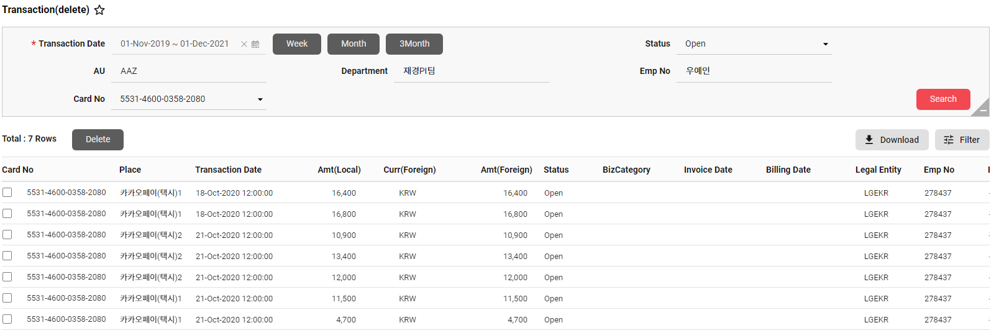 Transaction(delete)
* Transaction Date 01-Nov-2019 ~ 01-Dec-2021 Week Month 3Month Status Open
AU AAZ Department 재경PI팀 Emp No 우예인
Card No 5531-4600-0358-2080 Search
Total : 7 Rows Delete Download Filter
Card No Place Transaction Date Amt(Local) Curr(Foreign) Amt(Foreign) Status BizCategory Invoice Date Billing Date Legal Entity Emp No
5531-4600-0358-2080 카카오페이(택시)1 18-Oct-2020 12:00:00 16,400 KRW 16,400 Open LGEKR 278437
5531-4600-0358-2080 카카오페이(택시)1 18-Oct-2020 12:00:00 16,800 KRW 16,800 Open LGEKR 278437
5531-4600-0358-2080 카카오페이(택시)2 21-Oct-2020 12:00:00 10,900 KRW 10,900 Open LGEKR 278437
5531-4600-0358-2080 카카오페이(택시)2 21-Oct-2020 12:00:00 13,400 KRW 13,400 Open LGEKR 278437
5531-4600-0358-2080 카카오페이(택시)2 21-Oct-2020 12:00:00 12,000 KRW 12,000 Open LGEKR 278437
5531-4600-0358-2080 카카오페이(택시)1 21-Oct-2020 12:00:00 11,500 KRW 11,500 Open LGEKR 278437
5531-4600-0358-2080 카카오페이(택시)1 21-Oct-2020 12:00:00 4,700 KRW 4,700 Open LGEKR 278437